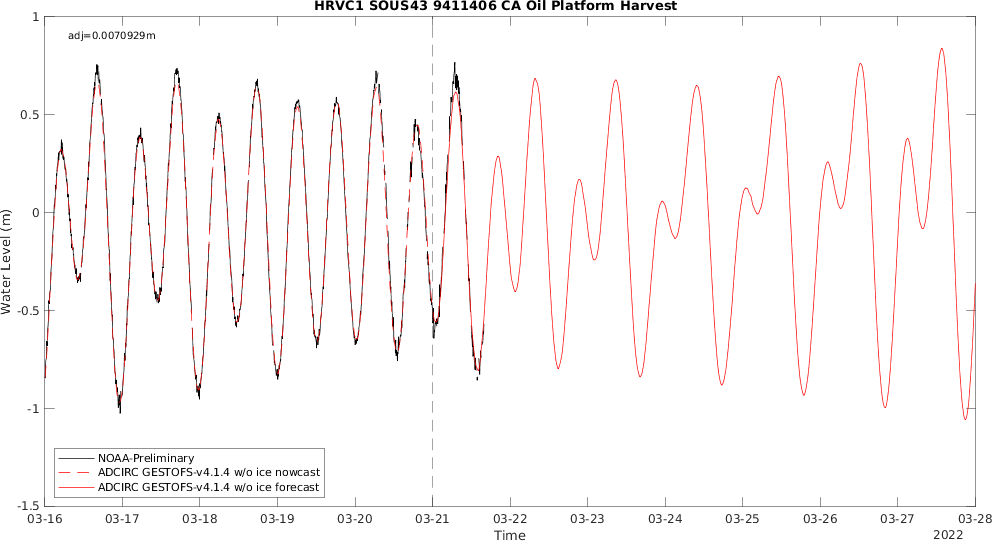 HRVC1 SOUS43 9411406 CA Oil Platform Harvest
adj=0.0070929m
1
0.5
0
-0.5
-1
-1.5
Water Level (m)
NOAA-Preliminary
ADCIRC GESTOFS-v4.1.4 w/o ice nowcast
ADCIRC GESTOFS-v4.1.4 w/o ice forecast
03-16 03-17 03-18 03-19 03-20 03-21 03-22 03-23 03-24 03-25 03-26 03-27 03-28
Time
2022